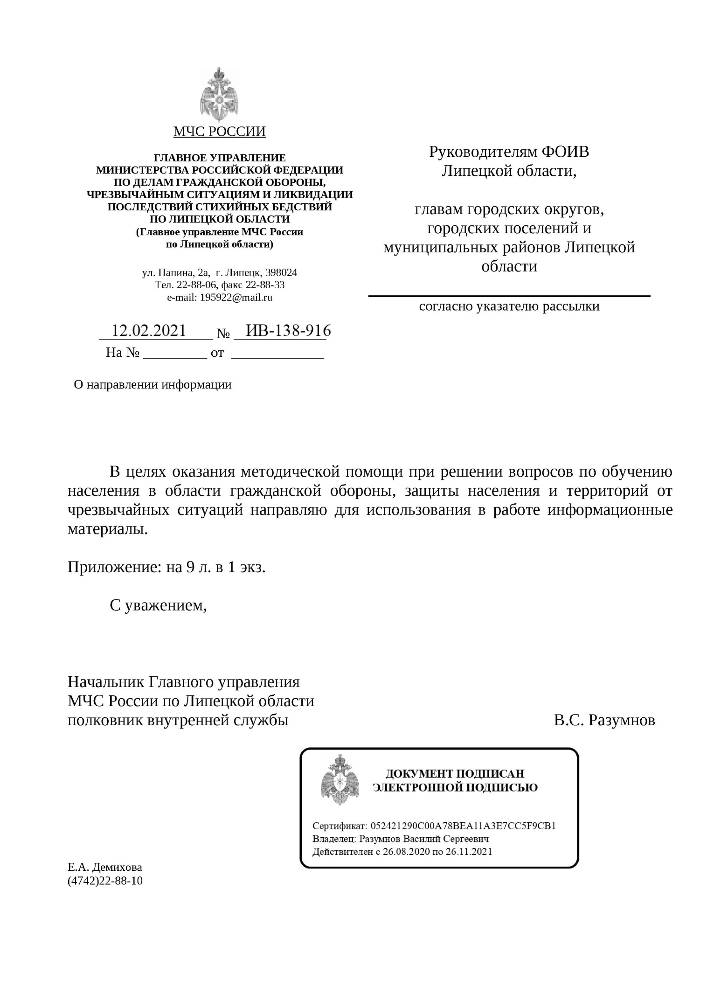 МЧС РОССИИ
ГЛАВНОЕ УПРАВЛЕНИЕ
МИНИСТЕРСТВА РОССИЙСКОЙ ФЕДЕРАЦИИ
ПО ДЕЛАМ ГРАЖДАНСКОЙ ОБОРОНЫ,
ЧРЕЗВЫЧАЙНЫМ СИТУАЦИЯМ И ЛИКВИДАЦИИ
ПОСЛЕДСТВИЙ СТИХИЙНЫХ БЕДСТВИЙ
ПО ЛИПЕЦКОЙ ОБЛАСТИ
(Главное управление МЧС России
по Липецкой области)
ул. Папина, 2а, г. Липецк, 398024
Тел. 22-88-06, факс 22-88-33
e-mail: 195922@mail.ru
12.02.2021 № ИВ-138-916
На № _________ от _____________
О направлении информации
Руководителям ФОИВ
Липецкой области,
главам городских округов,
городских поселений и
муниципальных районов Липецкой
области
согласно указателю рассылки
В целях оказания методической помощи при решении вопросов по обучению
населения в области гражданской обороны, защиты населения и территорий от
чрезвычайных ситуаций направляю для использования в работе информационные
материалы.
Приложение: на 9 л. в 1 экз.
С уважением,
Начальник Главного управления
МЧС России по Липецкой области
полковник внутренней службы В.С. Разумнов
ДОКУМЕНТ ПОДПИСАН
ЭЛЕКТРОННОЙ ПОДПИСЬЮ
Сертификат: 052421290C00A78BEA11A3E7CC5F9CB1
Владелец: Разумнов Василий Сергеевич
Действителен с 26.08.2020 по 26.11.2021
Е.А. Демихова
(4742)22-88-10